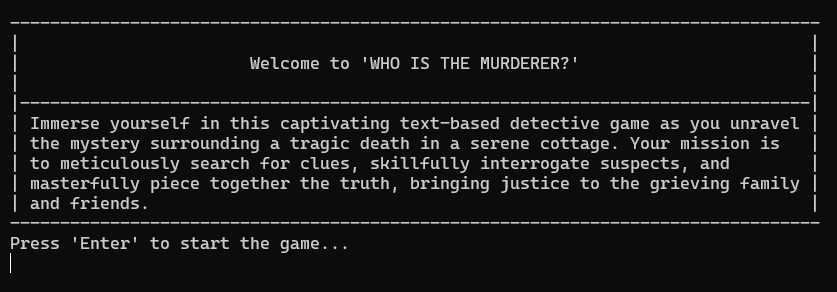 Welcome to 'WHO IS THE MURDERER?'
Immerse yourself in this captivating text-based detective game as you unravel
the mystery surrounding a tragic death in a serene cottage. Your mission is
to meticulously search for clues, skillfully interrogate suspects, and
masterfully piece together the truth, bringing justice to the grieving family
and friends.
Press 'Enter' to start the game...